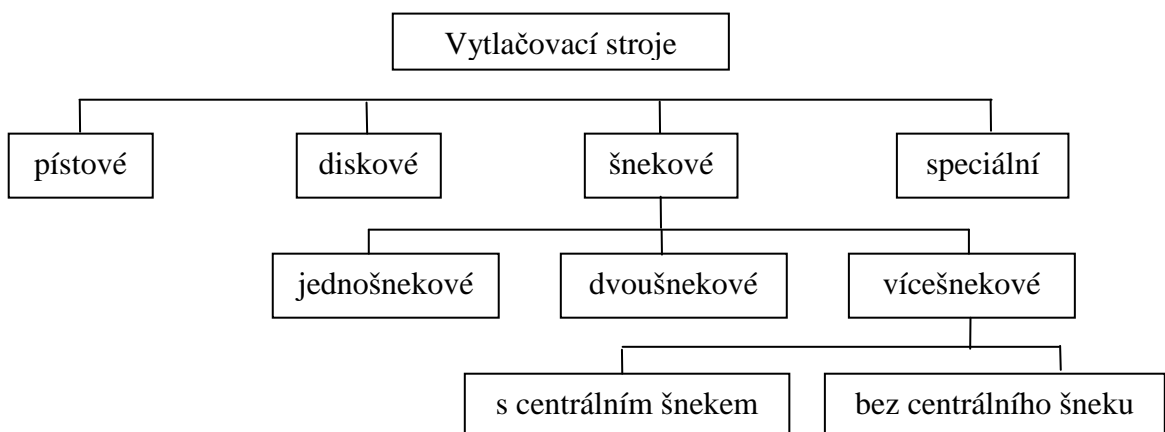 Vytlačovací stroje
pístové
diskové
šnekové
speciální
jednošnekové
dvoušnekové
vícešnekové
s centrálním šnekem
bez centrálního šneku